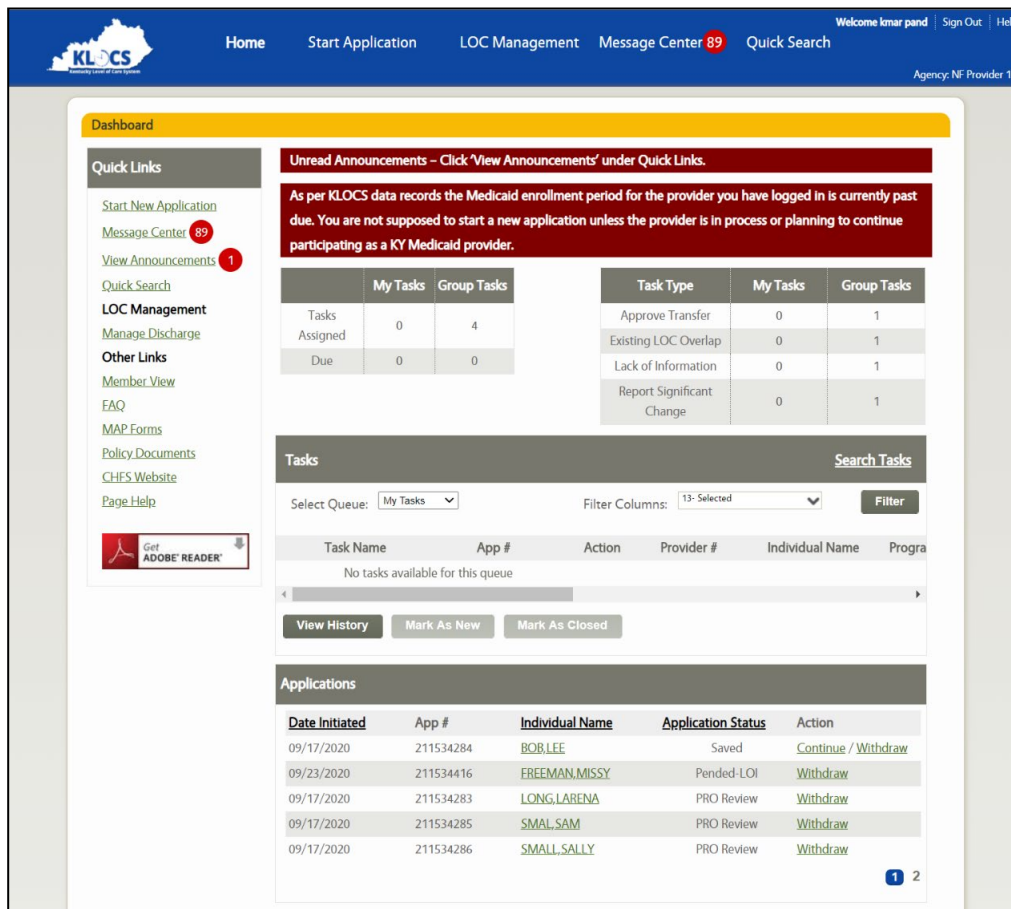 Welcome kmar pand Sign Out Hel
KLOCS
Kentucky Level of Care System
Home Start Application LOC Management Message Center 89 Quick Search
Agency: NF Provider 1
Dashboard
Quick Links
Start New Application
Message Center 89
View Announcements 1
Quick Search
LOC Management
Manage Discharge
Other Links
Member View
FAQ
MAP Forms
Policy Documents
CHFS Website
Page Help
Get
ADOBE® READER®
Unread Announcements – Click 'View Announcements' under Quick Links.
As per KLOCS data records the Medicaid enrollment period for the provider you have logged in is currently past
due. You are not supposed to start a new application unless the provider is in process or planning to continue
participating as a KY Medicaid provider.
My Tasks Group Tasks
Tasks
Assigned 0 4
Due 0 0
Task Type My Tasks Group Tasks
Approve Transfer 0 1
Existing LOC Overlap 0 1
Lack of Information 0 1
Report Significant
Change 0 1
Tasks Search Tasks
Select Queue: My Tasks Filter Columns: 13- Selected Filter
Task Name App # Action Provider # Individual Name Progra
No tasks available for this queue
View History Mark As New Mark As Closed
Applications
Date Initiated App # Individual Name Application Status Action
09/17/2020 211534284 BOB,LEE Saved Continue / Withdraw
09/23/2020 211534416 FREEMAN,MISSY Pended-LOI Withdraw
09/17/2020 211534283 LONG,LARENA PRO Review Withdraw
09/17/2020 211534285 SMAL,SAM PRO Review Withdraw
09/17/2020 211534286 SMALL,SALLY PRO Review Withdraw
1 2